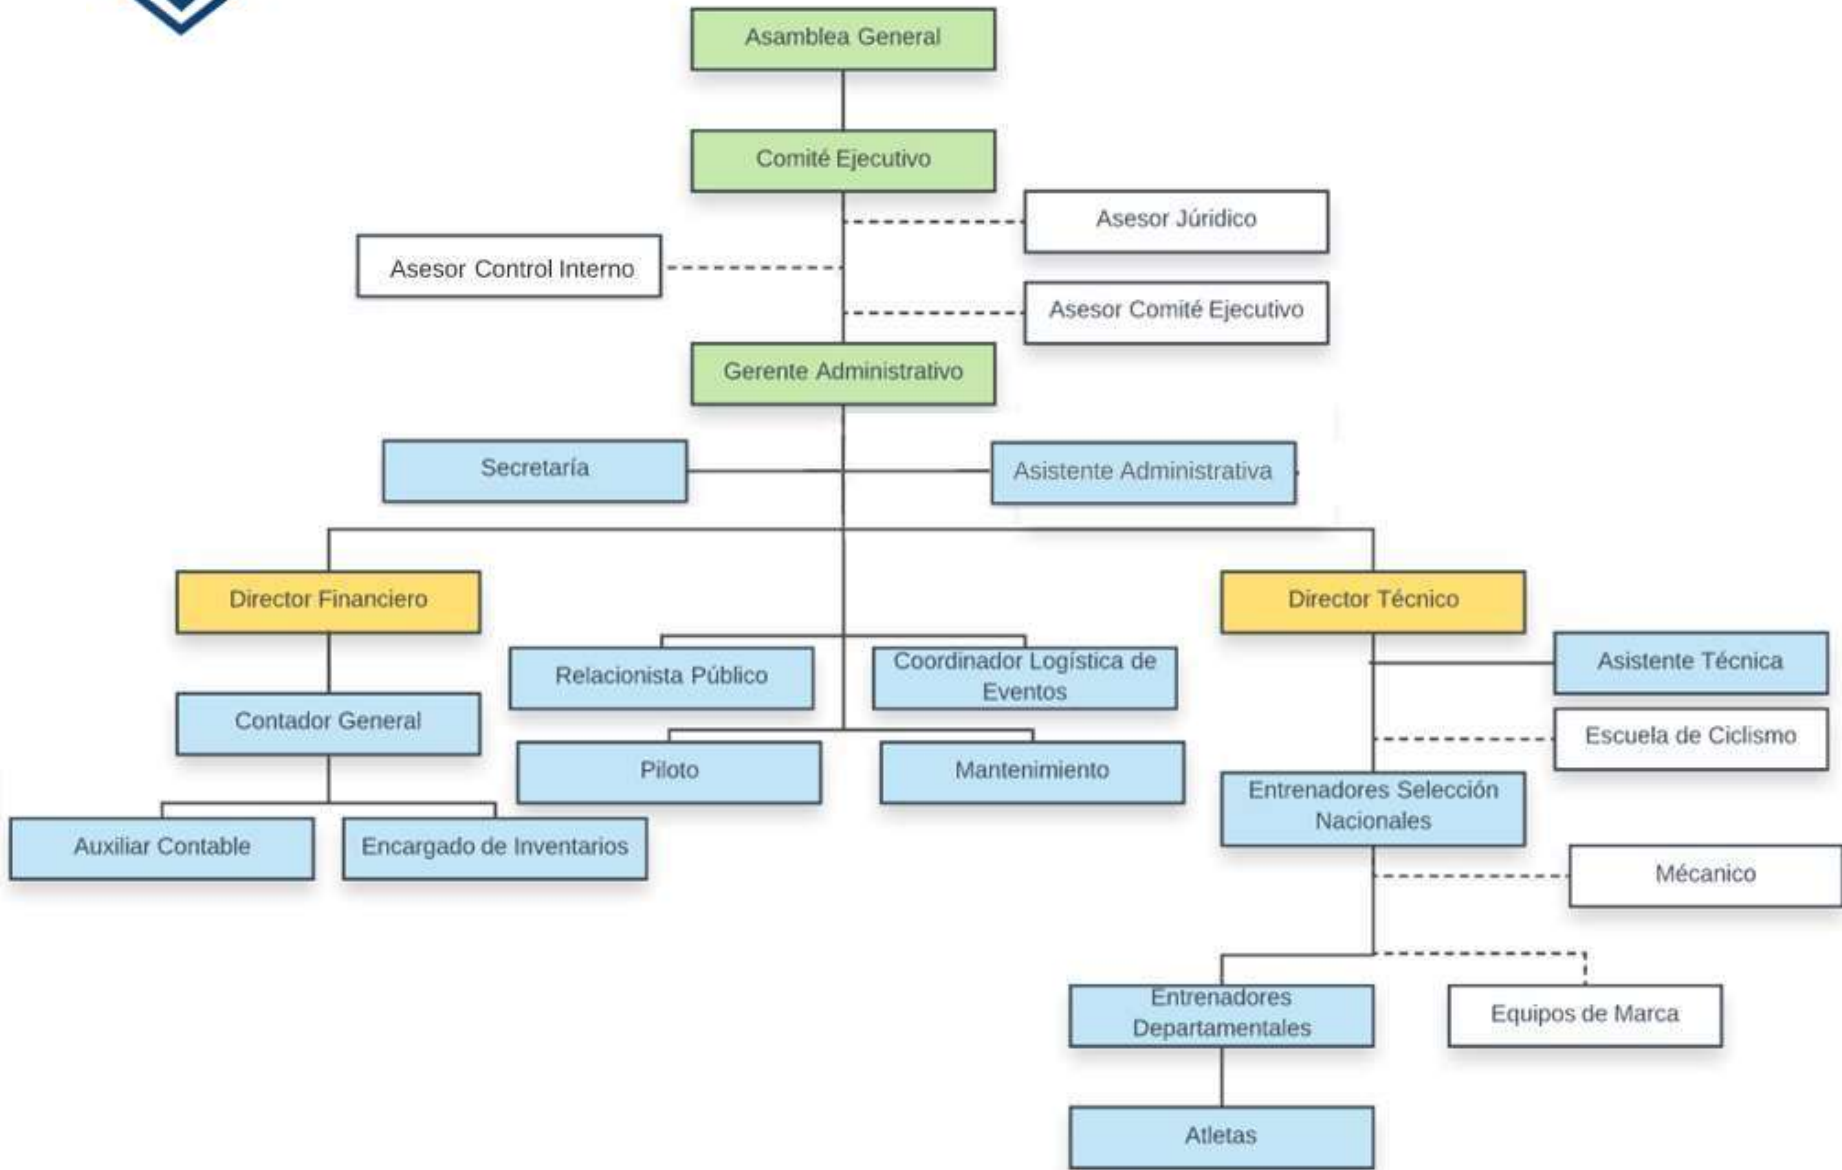 Asamblea General
Comité Ejecutivo
Asesor Júridico
Asesor Control Interno
Asesor Comité Ejecutivo
Gerente Administrativo
Secretaría
Asistente Administrativa
Director Financiero
Director Técnico
Relacionista Público
Coordinador Logística de
Eventos
Asistente Técnica
Contador General
Escuela de Ciclismo
Piloto
Mantenimiento
Entrenadores Selección
Nacionales
Auxiliar Contable
Encargado de Inventarios
Mécanico
Entrenadores
Departamentales
Equipos de Marca
Atletas